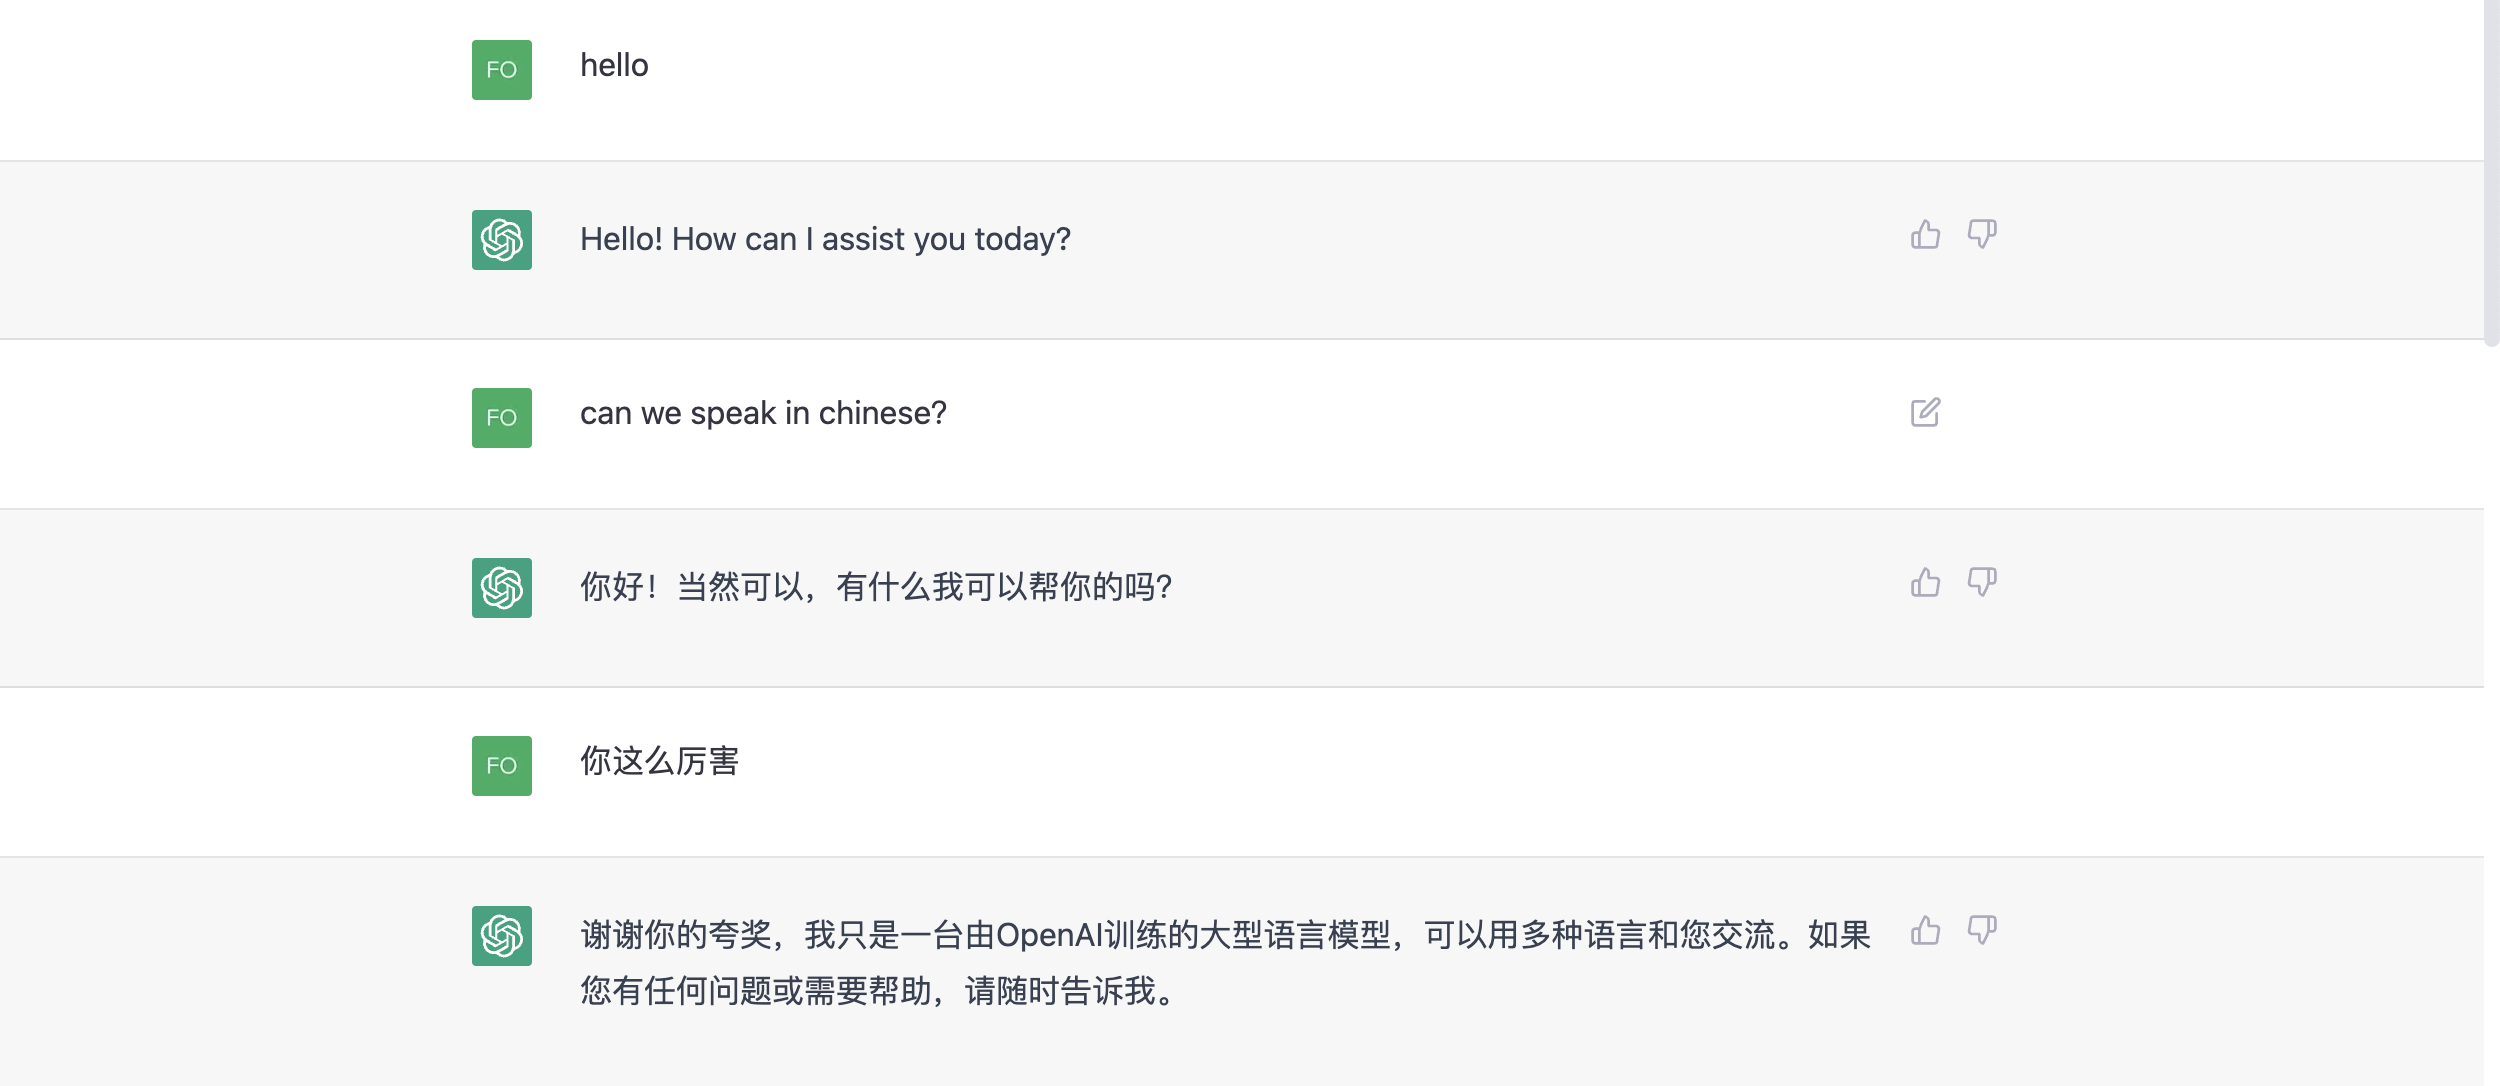 FO
hello
Hello! How can I assist you today?
FO
can we speak in chinese?
你好！当然可以，有什么我可以帮你的吗?
FO
你这么厉害
谢谢你的夸奖，我只是一台由OpenAI训练的大型语言模型，可以用多种语言和您交流。如果
您有任何问题或需要帮助，请随时告诉我。